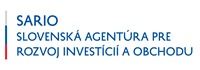 SARIO
SLOVENSKÁ AGENTÚRA PRE
ROZVOJ INVESTÍCIÍ A OBCHODU